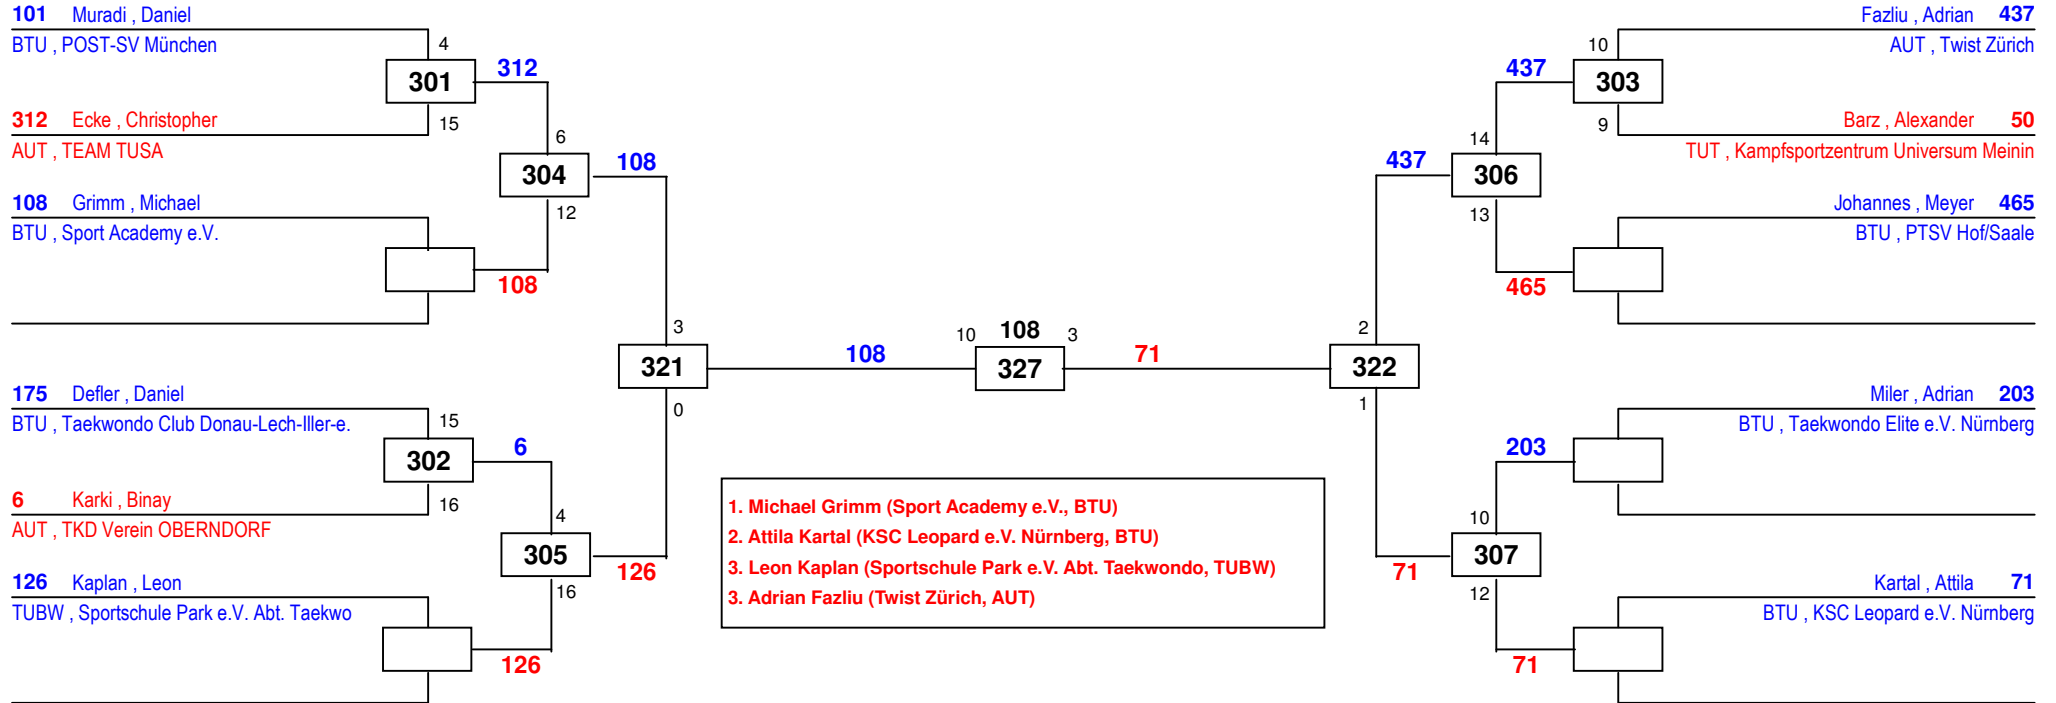 101 Muradi , Daniel
BTU , POST-SV München
4
301
312
15
312 Ecke , Christopher
AUT , TEAM TUSA
6
304
108
12
108 Grimm , Michael
BTU , Sport Academy e.V.
108
3
321
108
0
175 Defler , Daniel
BTU , Taekwondo Club Donau-Lech-Iller-e.
15
302
6
16
6 Karki , Binay
AUT , TKD Verein OBERNDORF
4
305
126
16
126 Kaplan , Leon
TUBW , Sportschule Park e.V. Abt. Taekwo
126
10 108 3
327
71
1. Michael Grimm (Sport Academy e.V., BTU)
2. Attila Kartal (KSC Leopard e.V. Nürnberg, BTU)
3. Leon Kaplan (Sportschule Park e.V. Abt. Taekwondo, TUBW)
3. Adrian Fazliu (Twist Zürich, AUT)
Fazliu , Adrian 437
AUT , Twist Zürich
10
437
303
9
Barz , Alexander 50
TUT , Kampfsportzentrum Universum Meinin
14
437
306
13
Johannes , Meyer 465
BTU , PTSV Hof/Saale
465
2
322
1
Miler , Adrian 203
BTU , Taekwondo Elite e.V. Nürnberg
203
10
307
71
12
Kartal , Attila 71
BTU , KSC Leopard e.V. Nürnberg
71